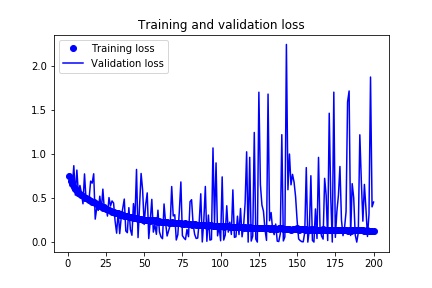 Training and validation loss
Training loss
Validation loss
2.0
1.5
1.0
0.5
0.0
0 25 50 75 100 125 150 175 200